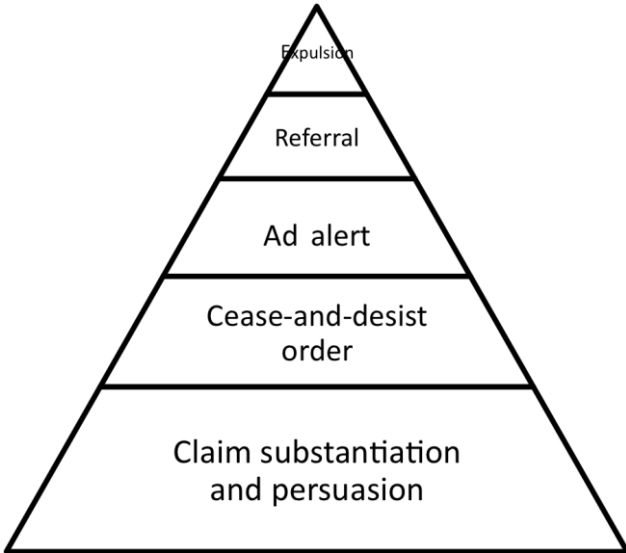 Expulsion
Referral
Ad alert
Cease-and-desist
order
Claim substantiation
and persuasion